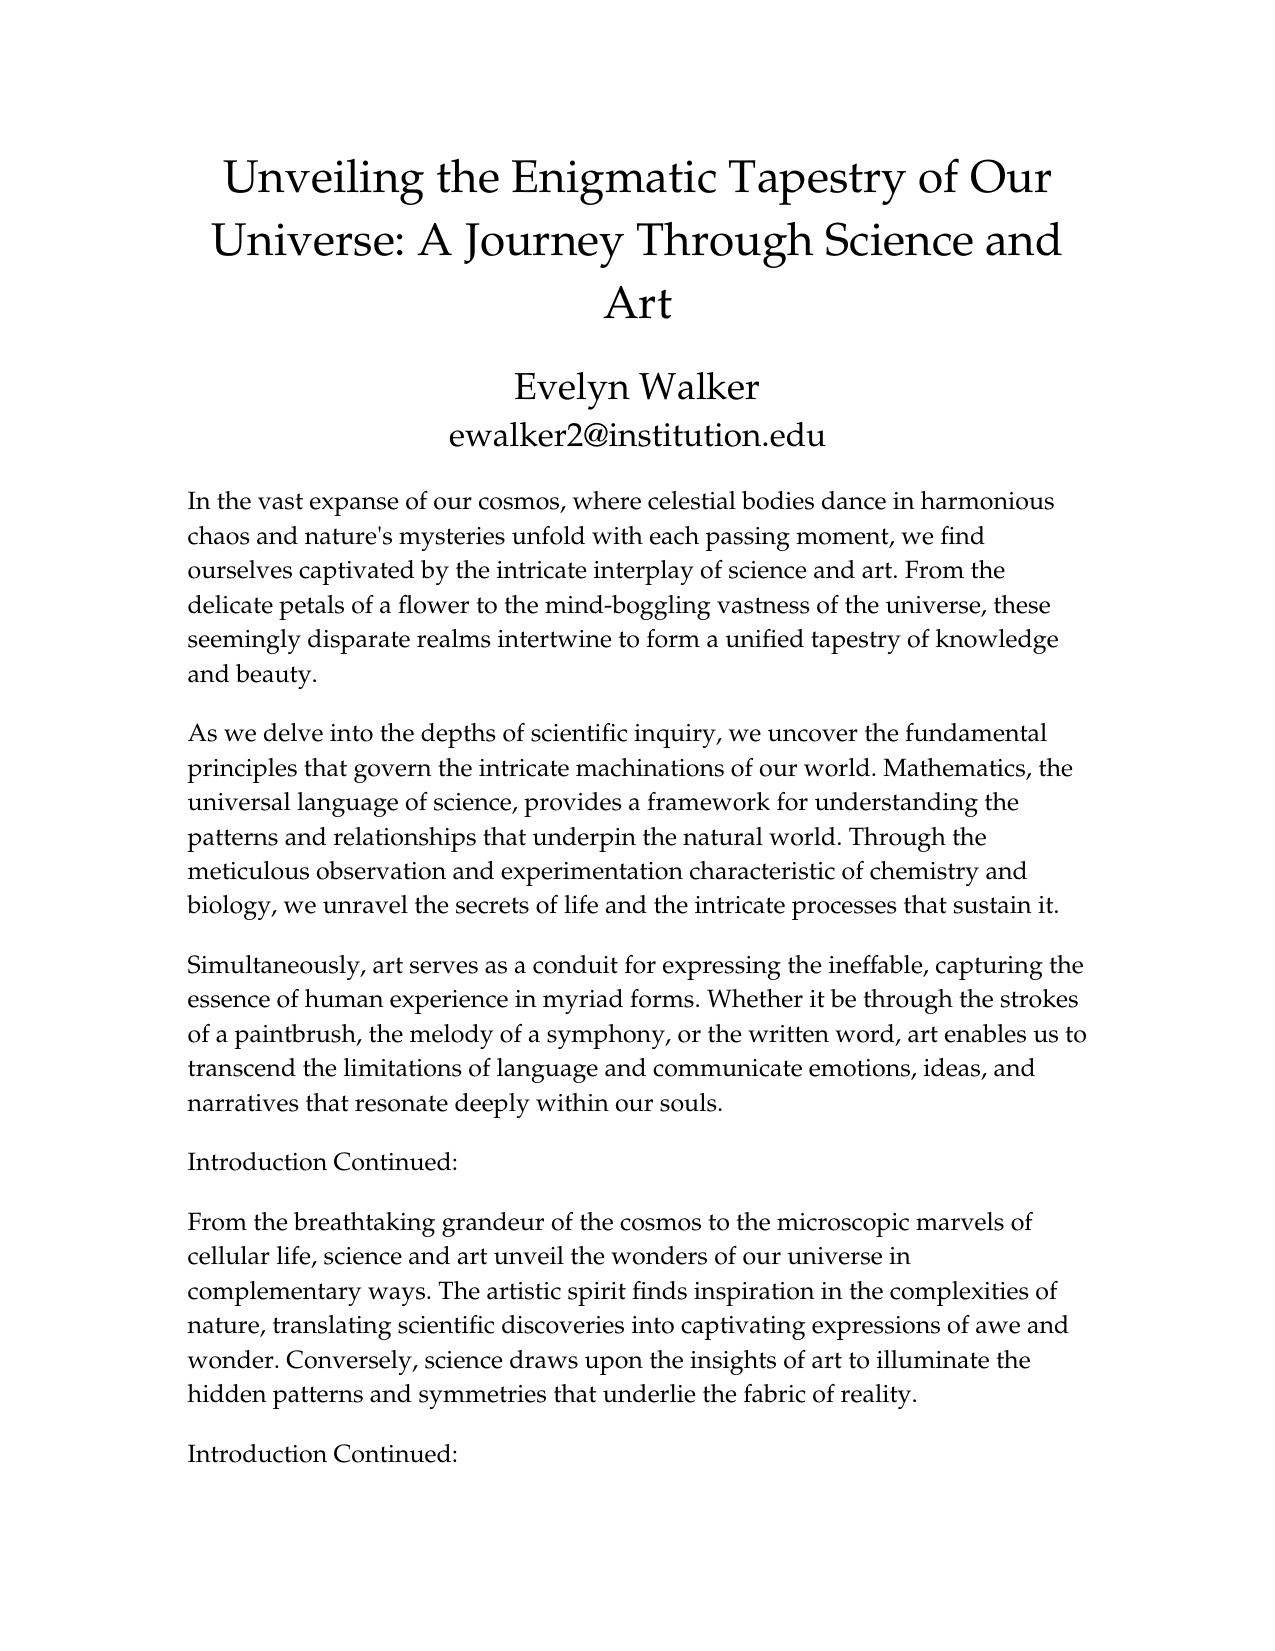 Unveiling the Enigmatic Tapestry of Our
Universe: A Journey Through Science and
Art
Evelyn Walker
ewalker2@institution.edu
In the vast expanse of our cosmos, where celestial bodies dance in harmonious
chaos and nature's mysteries unfold with each passing moment, we find
ourselves captivated by the intricate interplay of science and art. From the
delicate petals of a flower to the mind-boggling vastness of the universe, these
seemingly disparate realms intertwine to form a unified tapestry of knowledge
and beauty.
As we delve into the depths of scientific inquiry, we uncover the fundamental
principles that govern the intricate machinations of our world. Mathematics, the
universal language of science, provides a framework for understanding the
patterns and relationships that underpin the natural world. Through the
meticulous observation and experimentation characteristic of chemistry and
biology, we unravel the secrets of life and the intricate processes that sustain it.
Simultaneously, art serves as a conduit for expressing the ineffable, capturing the
essence of human experience in myriad forms. Whether it be through the strokes
of a paintbrush, the melody of a symphony, or the written word, art enables us to
transcend the limitations of language and communicate emotions, ideas, and
narratives that resonate deeply within our souls.
Introduction Continued:
From the breathtaking grandeur of the cosmos to the microscopic marvels of
cellular life, science and art unveil the wonders of our universe in
complementary ways. The artistic spirit finds inspiration in the complexities of
nature, translating scientific discoveries into captivating expressions of awe and
wonder. Conversely, science draws upon the insights of art to illuminate the
hidden patterns and symmetries that underlie the fabric of reality.
Introduction Continued: